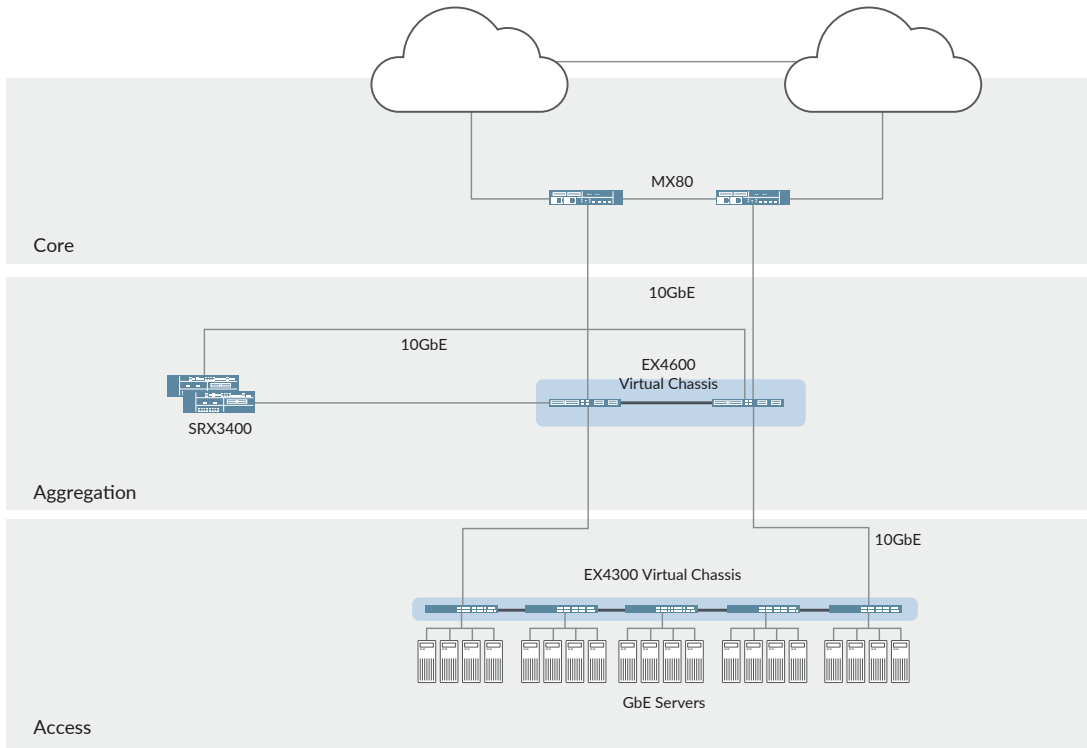 MX80
Core
10GbE
10GbE
EX4600
Virtual Chassis
SRX3400
Aggregation
10GbE
EX4300 Virtual Chassis
GbE Servers
Access